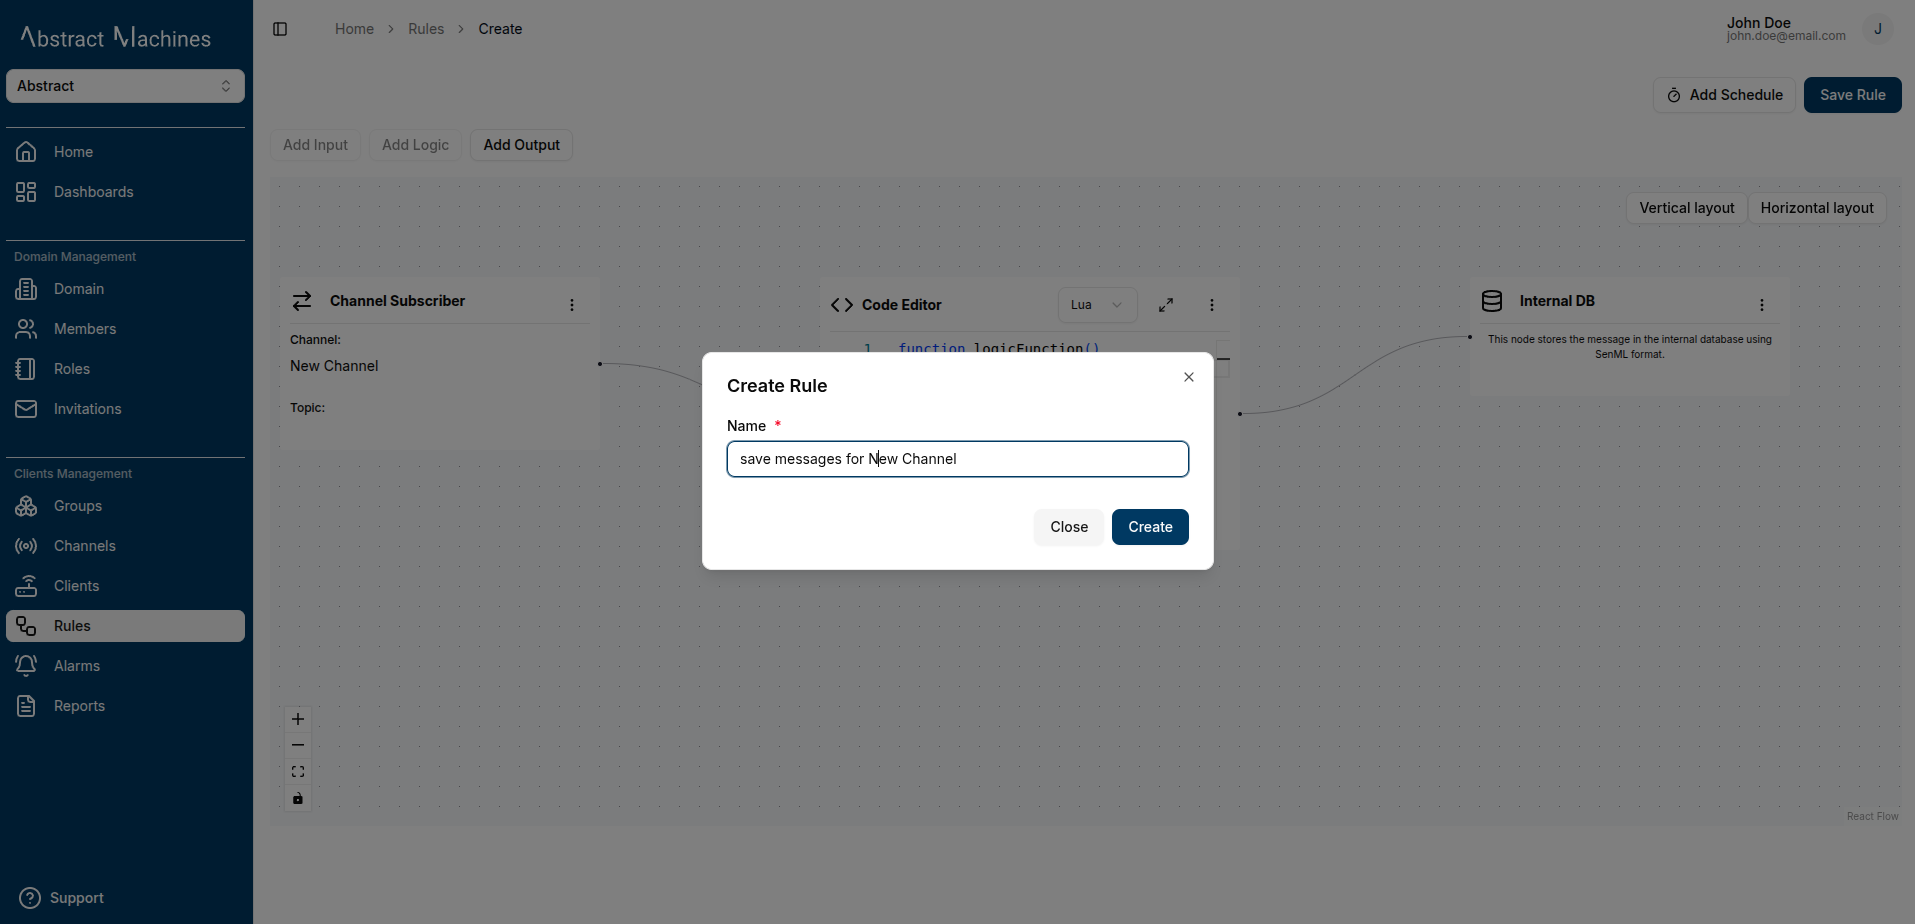 Abstract Machines
Abstract
Home
Dashboards
Domain Management
Domain
Members
Roles
Invitations
Clients Management
Groups
Channels
Clients
Rules
Alarms
Reports
Support
Home > Rules > Create
John Doe
john.doe@email.com
J
Add Schedule
Save Rule
Add Input
Add Logic
Add Output
Vertical layout
Horizontal layout
Channel Subscriber
Channel:
New Channel
Topic:
Code Editor
Lua
1 function logicFunction()
Internal DB
This node stores the message in the internal database using
SenML format.
Create Rule
Name *
save messages for New Channel
Close
Create
React Flow